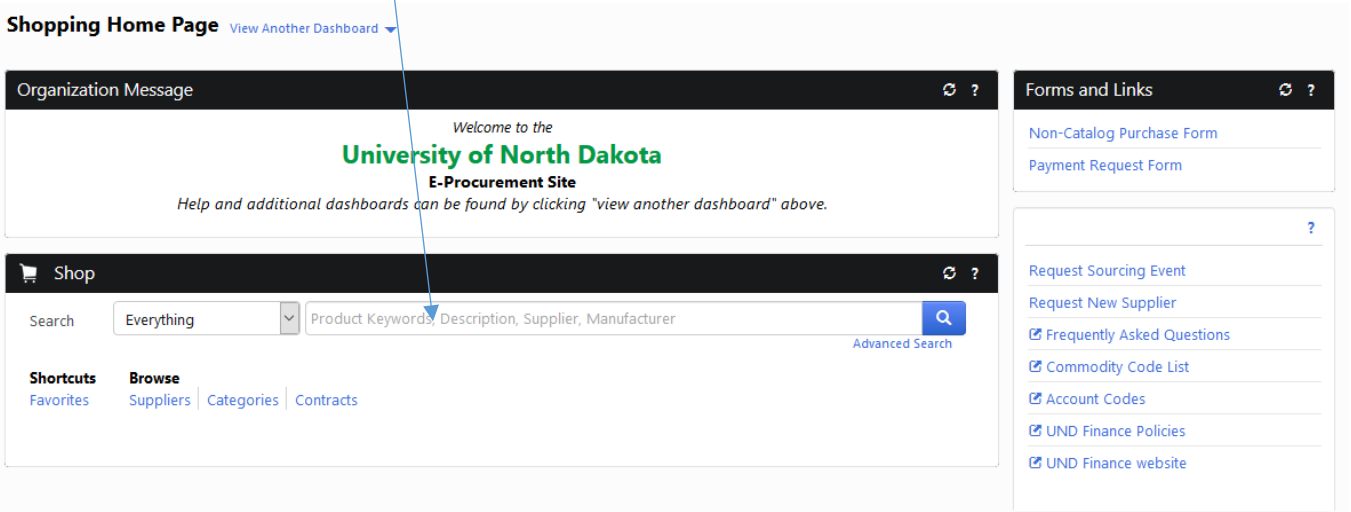 Shopping Home Page View Another Dashboard
Organization Message ?
Welcome to the
University of North Dakota
E-Procurement Site
Help and additional dashboards can be found by clicking "view another dashboard" above.
Shop ?
Search Everything Product Keywords, Description, Supplier, Manufacturer
Advanced Search
Shortcuts Browse
Favorites Suppliers Categories Contracts
Forms and Links ?
Non-Catalog Purchase Form
Payment Request Form
?
Request Sourcing Event
Request New Supplier
Frequently Asked Questions
Commodity Code List
Account Codes
UND Finance Policies
UND Finance website